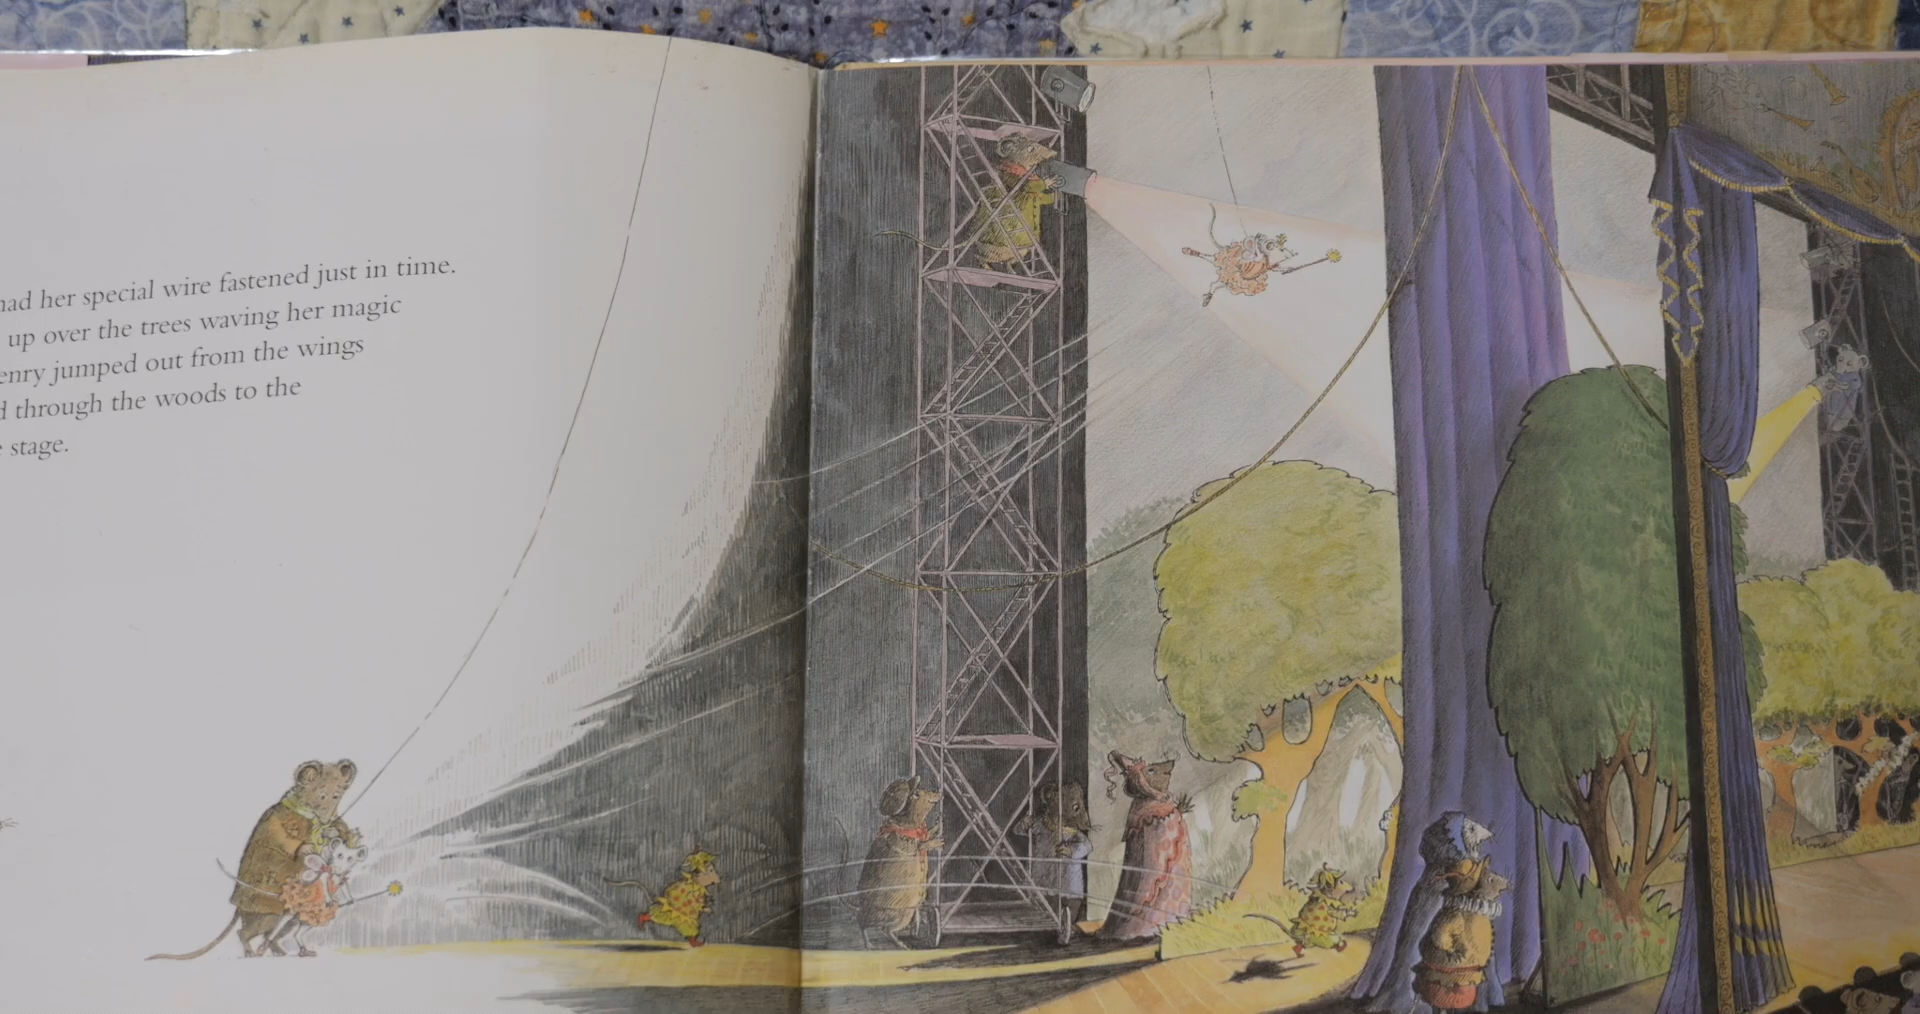 had her special wire fastened just in time.
up over the trees waving her magic
enry jumped out from the wings
d through the woods to the
e stage.